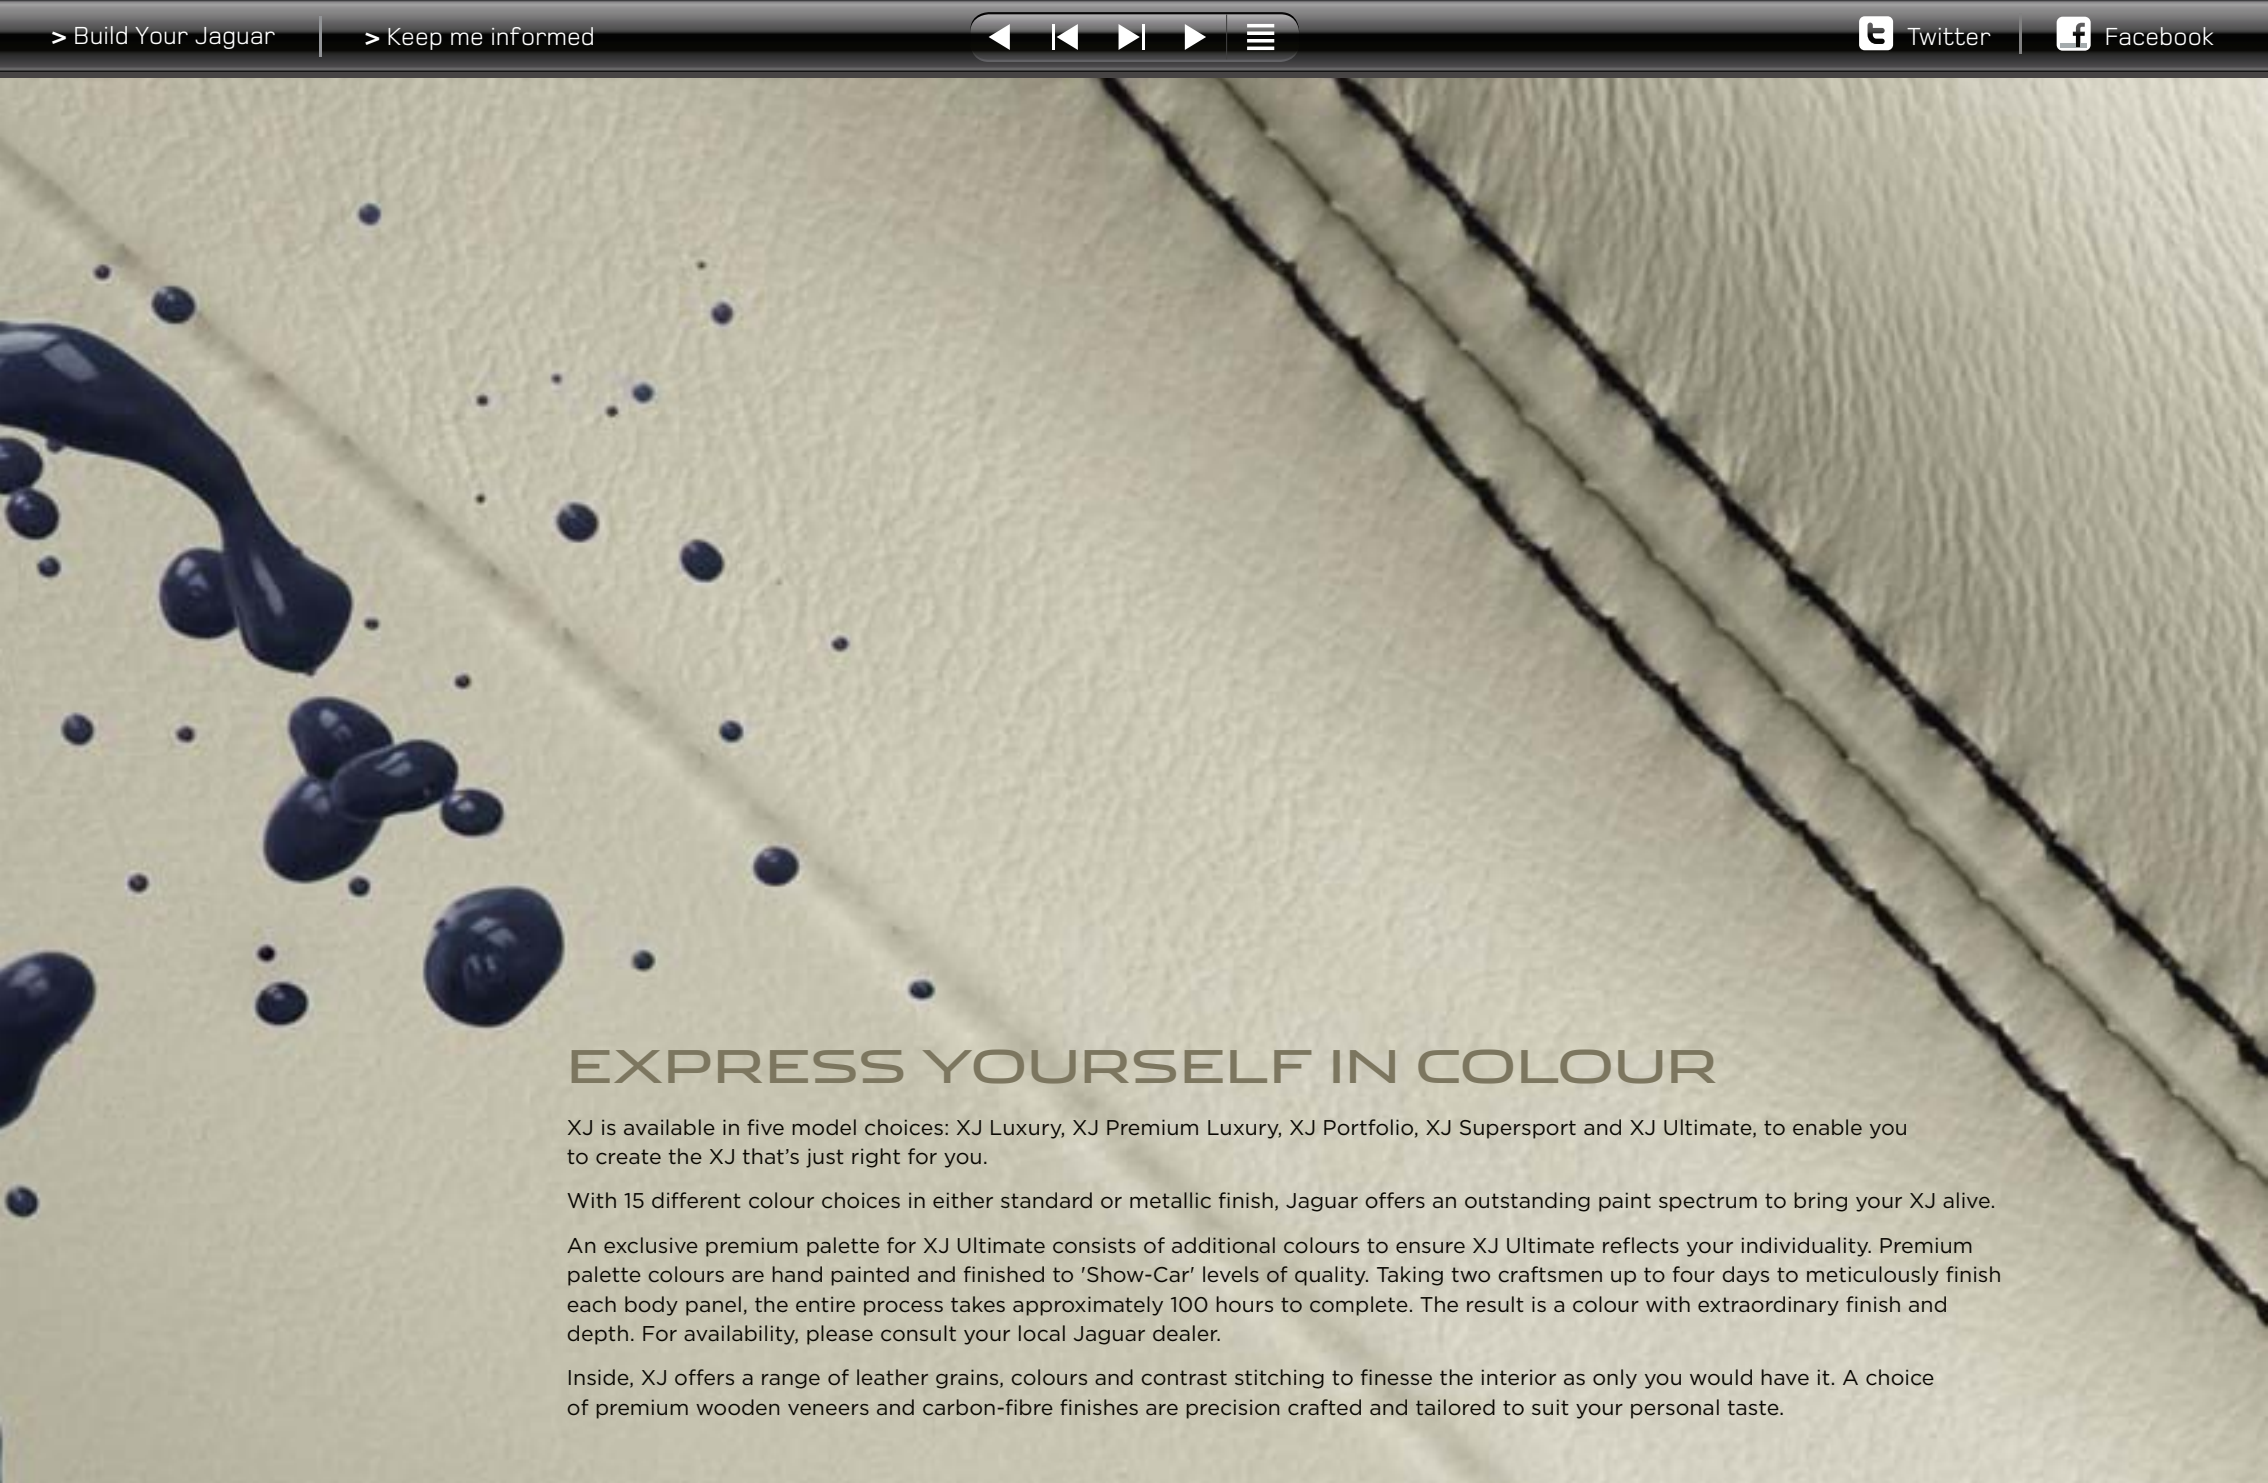 > Build Your Jaguar
> Keep me informed
Twitter
Facebook
EXPRESS YOURSELF IN COLOUR
XJ is available in five model choices: XJ Luxury, XJ Premium Luxury, XJ Portfolio, XJ Supersport and XJ Ultimate, to enable you
to create the XJ that’s just right for you.
With 15 different colour choices in either standard or metallic finish, Jaguar offers an outstanding paint spectrum to bring your XJ alive.
An exclusive premium palette for XJ Ultimate consists of additional colours to ensure XJ Ultimate reflects your individuality. Premium
palette colours are hand painted and finished to 'Show-Car' levels of quality. Taking two craftsmen up to four days to meticulously finish
each body panel, the entire process takes approximately 100 hours to complete. The result is a colour with extraordinary finish and
depth. For availability, please consult your local Jaguar dealer.
Inside, XJ offers a range of leather grains, colours and contrast stitching to finesse the interior as only you would have it. A choice
of premium wooden veneers and carbon-fibre finishes are precision crafted and tailored to suit your personal taste.